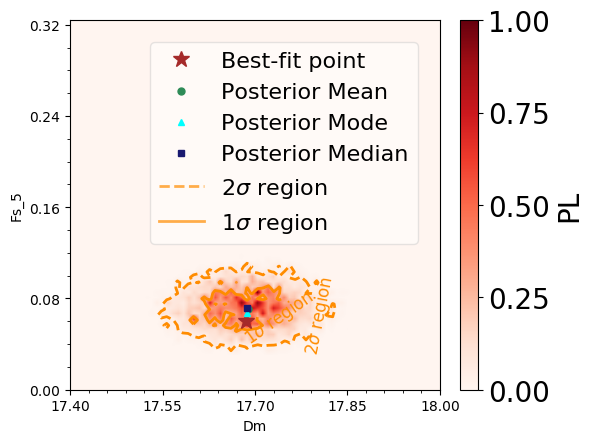 0.32
0.24
0.16
0.08
0.00
Fs_5
Best-fit point
Posterior Mean
Posterior Mode
Posterior Median
2σ region
1σ region
1σ region
2σ region
17.40
17.55
17.70
17.85
18.00
Dm
1.00
0.75
0.50
0.25
0.00
PL